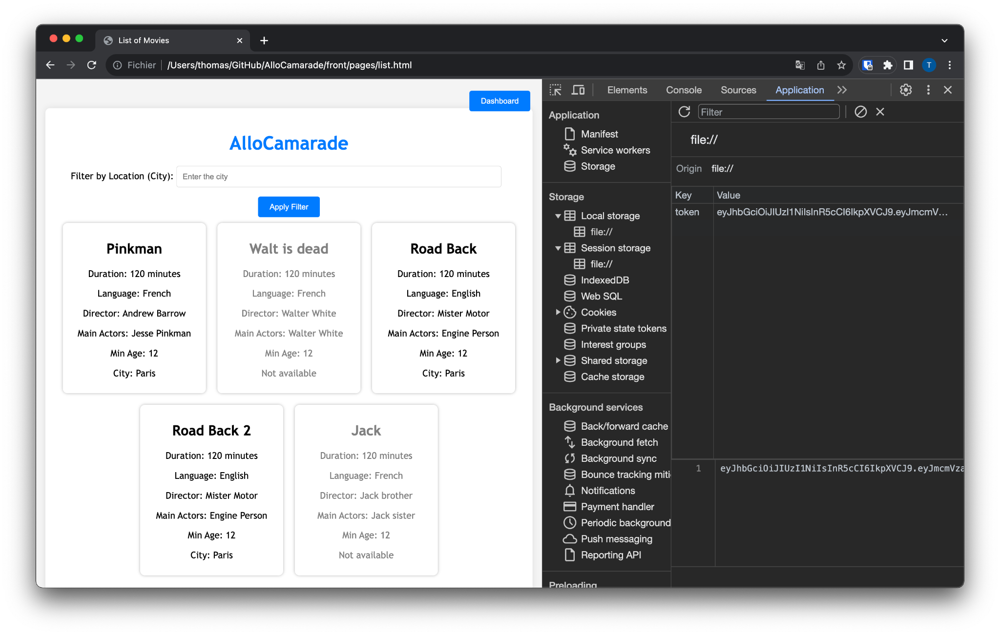 List of Movies
Fichier /Users/thomas/GitHub/AlloCamarade/front/pages/list.html
T
Dashboard
AlloCamarade
Filter by Location (City): Enter the city
Apply Filter
Pinkman
Duration: 120 minutes
Language: French
Director: Andrew Barrow
Main Actors: Jesse Pinkman
Min Age: 12
City: Paris
Walt is dead
Duration: 120 minutes
Language: French
Director: Walter White
Main Actors: Walter White
Min Age: 12
Not available
Road Back
Duration: 120 minutes
Language: English
Director: Mister Motor
Main Actors: Engine Person
Min Age: 12
City: Paris
Road Back 2
Duration: 120 minutes
Language: English
Director: Mister Motor
Main Actors: Engine Person
Min Age: 12
City: Paris
Jack
Duration: 120 minutes
Language: French
Director: Jack brother
Main Actors: Jack sister
Min Age: 12
Not available
Elements Console Sources Application
Application
Manifest
Service workers
Storage
Storage
Local storage
file://
Session storage
file://
IndexedDB
Web SQL
Cookies
Private state tokens
Interest groups
Shared storage
Cache storage
Background services
Back/forward cache
Background fetch
Background sync
Bounce tracking miti
Notifications
Payment handler
Periodic background
Push messaging
Reporting API
Preloading
Filter
file://
Origin file://
Key Value
token eyJhbGciOiJIUzI1NiIsInR5cCI6IkpXVCJ9.eyJmcmV…
1 eyJhbGciOiJIUzI1NiIsInR5cCI6IkpXVCJ9.eyJmcmVza